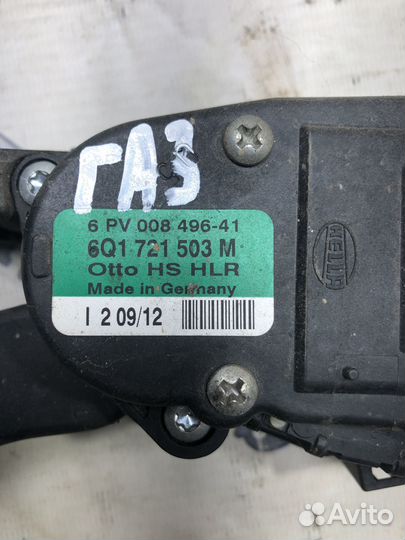 ГАЗ
6 PV 008 496-41
6Q1 721 503 M
Otto HS HLR
Made in Germany
I 2 09/12
HELLA
Avito